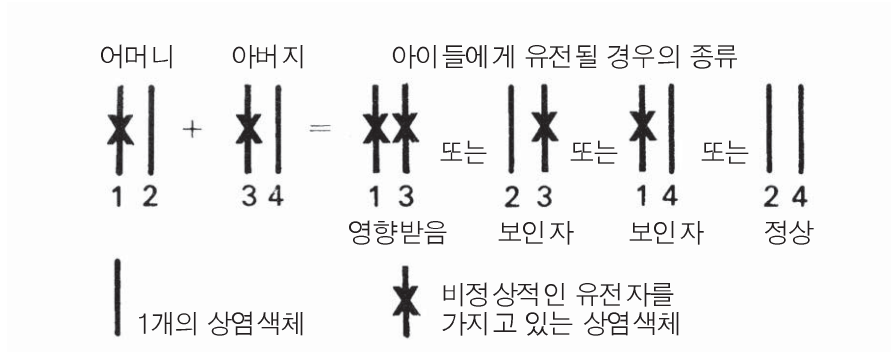 어머니 아버지 아이들에게 유전될 경우의 종류
+ = 또는 또는 또는
1 2 3 4 1 3 2 3 1 4 2 4
영향받음 보인자 보인자 정상
1개의 상염색체
비정상적인 유전자를
가지고 있는 상염색체